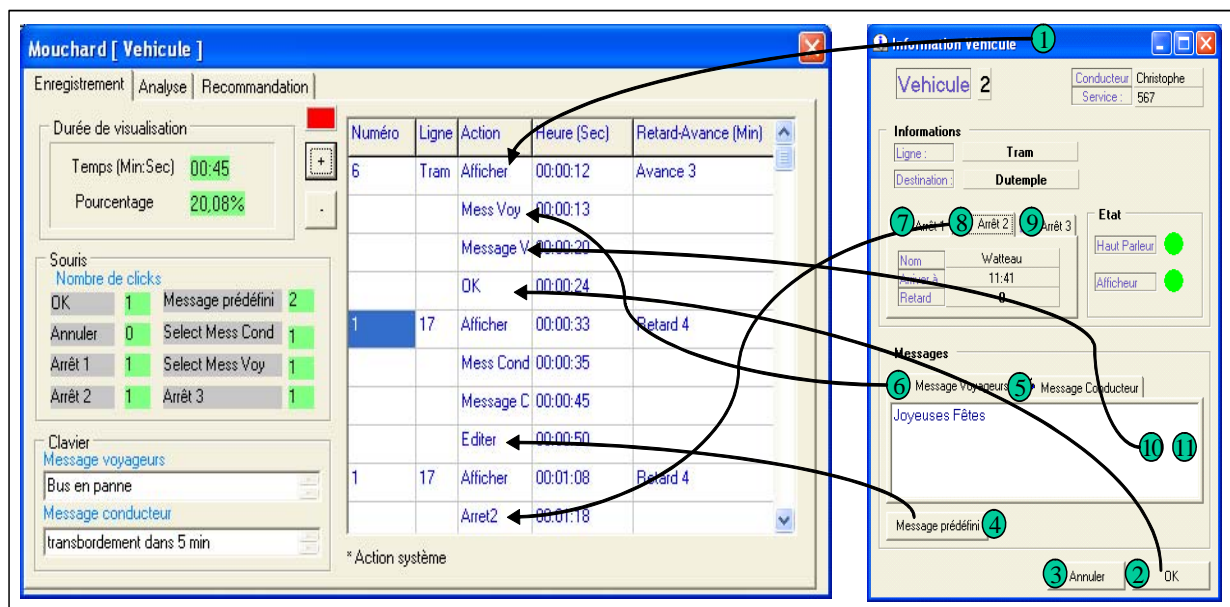 Mouchard [ Vehicule ]
Enregistrement Analyse Recommandation
Durée de visualisation
Temps (Min:Sec) 00:45
Pourcentage 20,08%
+
-
Souris
Nombre de clicks
OK 1 Message prédéfini 2
Annuler 0 Select Mess Cond 1
Arrêt 1 1 Select Mess Voy 1
Arrêt 2 1 Arrêt 3 1
Clavier
Message voyageurs
Bus en panne
Message conducteur
transbordement dans 5 min
Numéro Ligne Action Heure (Sec) Retard-Avance (Min)
6 Tram Afficher 00:00:12 Avance 3
Mess Voy 00:00:13
Message V 00:00:20
OK 00:00:24
1 17 Afficher 00:00:33 Retard 4
Mess Cond 00:00:35
Message C 00:00:45
Editer 00:00:50
1 17 Afficher 00:01:08 Retard 4
Arret2 00:01:18
* Action système
Information Vehicule 1
Vehicule 2
Conducteur Christophe
Service : 567
Informations
Ligne : Tram
Destination : Dutemple
7 Arrêt 1 8 Arrêt 2 9 Arrêt 3
Nom Watteau
Arriver à 11:41
Retard 0
Etat
Haut Parleur
Afficheur
Messages
6 Message Voyageurs 5 Message Conducteur
Joyeuses Fêtes
10 11
Message prédéfini 4
3 Annuler 2 OK